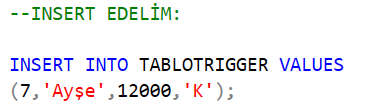 --INSERT EDELİM:
INSERT INTO TABLOTRIGGER VALUES
(7,'Ayşe',12000,'K');